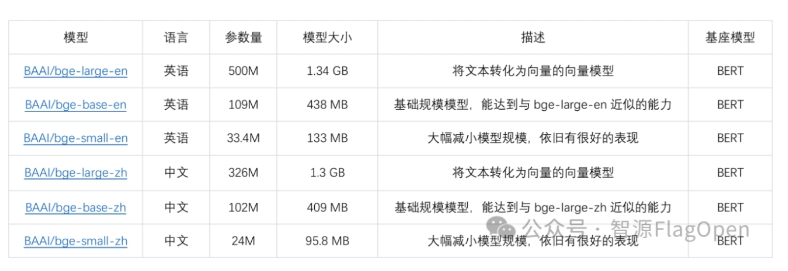 模型 语言 参数量 模型大小 描述 基座模型
BAAI/bge-large-en 英语 500M 1.34 GB 将文本转化为向量的向量模型 BERT
BAAI/bge-base-en 英语 109M 438 MB 基础规模模型，能达到与 bge-large-en 近似的能力 BERT
BAAI/bge-small-en 英语 33.4M 133 MB 大幅减小模型规模，依旧有很好的表现 BERT
BAAI/bge-large-zh 中文 326M 1.3 GB 将文本转化为向量的向量模型 BERT
BAAI/bge-base-zh 中文 102M 409 MB 基础规模模型，能达到与 bge-large-zh 近似的能力 BERT
公众号 · 智源FlagOpen
BAAI/bge-small-zh 中文 24M 95.8 MB 大幅减小模型规模，依旧有很好的表现 BERT